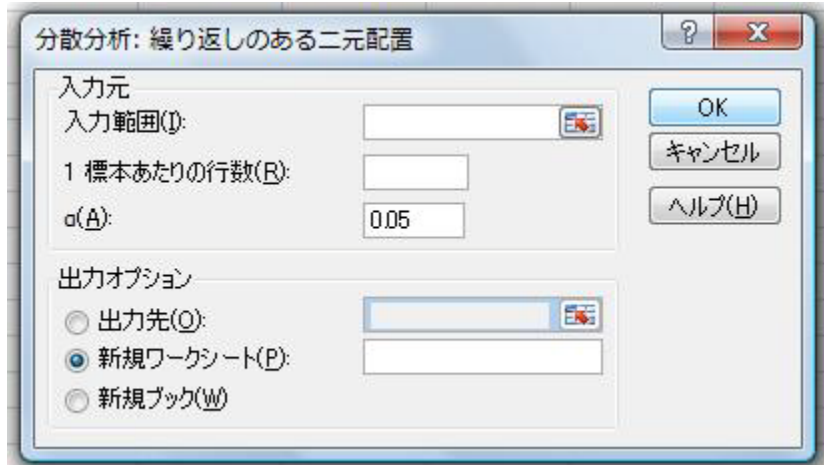 分散分析: 繰り返しのある二元配置
入力元
入力範囲(I):
1 標本あたりの行数(R):
α(A):
0.05
OK
キャンセル
ヘルプ(H)
出力オプション
出力先(O):
新規ワークシート(P):
新規ブック(W)